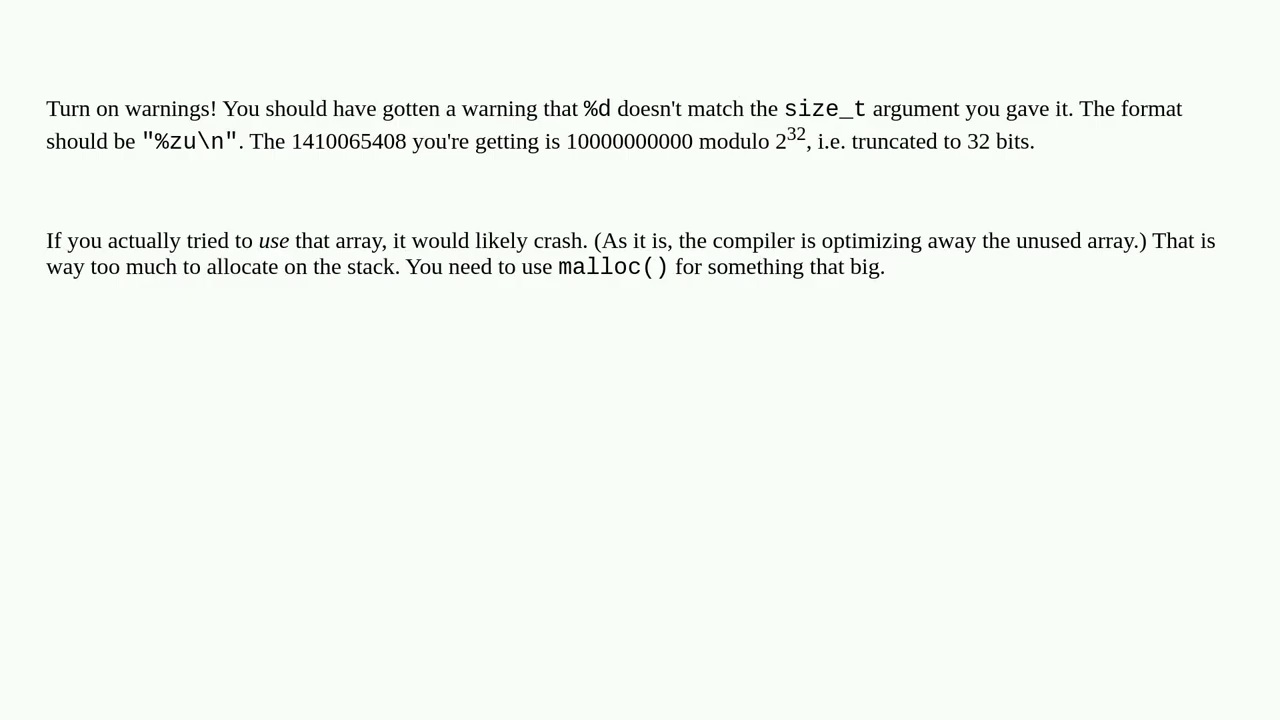 Turn on warnings! You should have gotten a warning that %d doesn't match the size_t argument you gave it. The format
should be "%zu\n". The 1410065408 you're getting is 10000000000 modulo 2³², i.e. truncated to 32 bits.
If you actually tried to use that array, it would likely crash. (As it is, the compiler is optimizing away the unused array.) That is
way too much to allocate on the stack. You need to use malloc() for something that big.